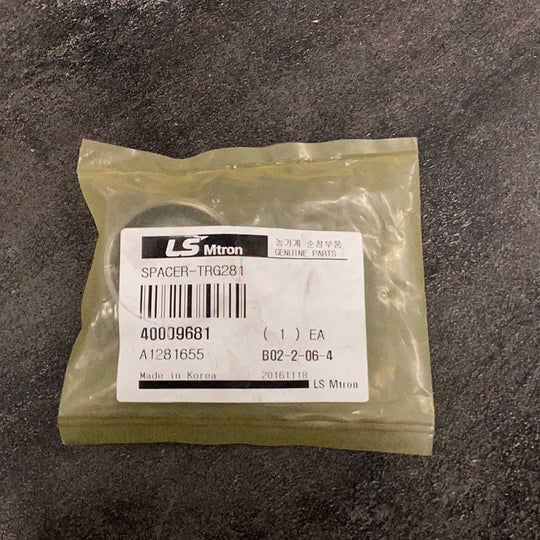 LS Mtron
농기계 순정부품
GENUINE PARTS
SPACER-TRG281
40009681 ( 1 ) EA
A1281655 B02-2-06-4
Made in Korea 20161118
LS Mtron